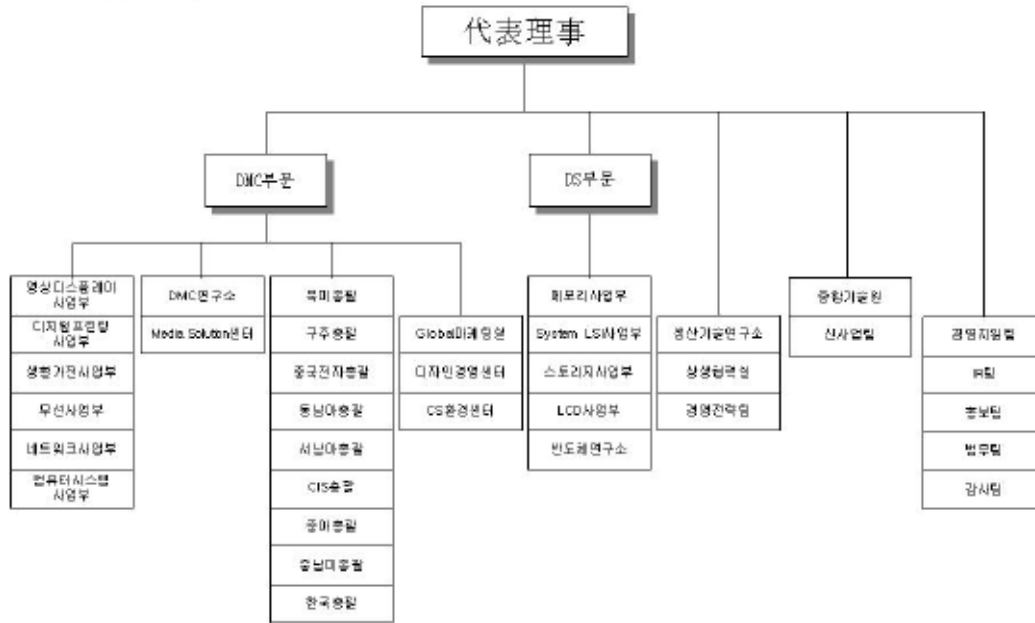 代表理事
DMC부문
DS부문
영상디스플레이
사업부
디지털프린팅
사업부
생활가전사업부
무선사업부
네트워크사업부
컴퓨터시스템
사업부
DMC연구소
Media Solution센터
북미총괄
구주총괄
중국전자총괄
동남아총괄
서남아총괄
CIS총괄
중아총괄
중남미총괄
한국총괄
Global마케팅실
디자인경영센터
CS환경센터
메모리사업부
System LSI사업부
스토리지사업부
LCD사업부
반도체연구소
생산기술연구소
상생협력실
경영전략팀
종합기술원
신사업팀
경영지원팀
IR팀
홍보팀
법무팀
감사팀